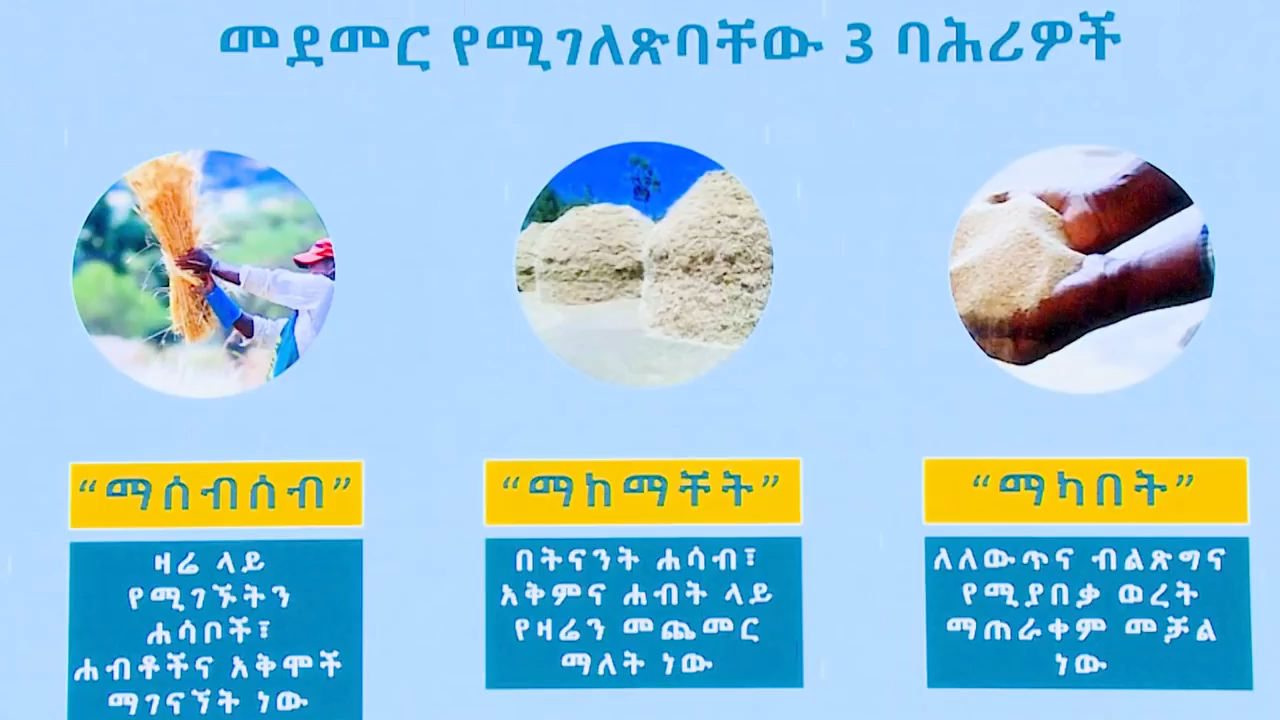 መደመር የሚገለጽባቸው 3 ባሕሪዎች
“ማሰብሰብ”
ዛሬ ላይ
የሚገኙትን
ሐሳቦች፣
ሐብቶችና አቅሞች
ማገናኘት ነው
“ማከማቸት”
በትናንት ሐሳብ፣
አቅምና ሐብት ላይ
የዛሬን መጨመር
ማለት ነው
“ማካበት”
ለለውጥና ብልጽግና
የሚያበቃ ወረት
ማጠራቀም መቻል
ነው